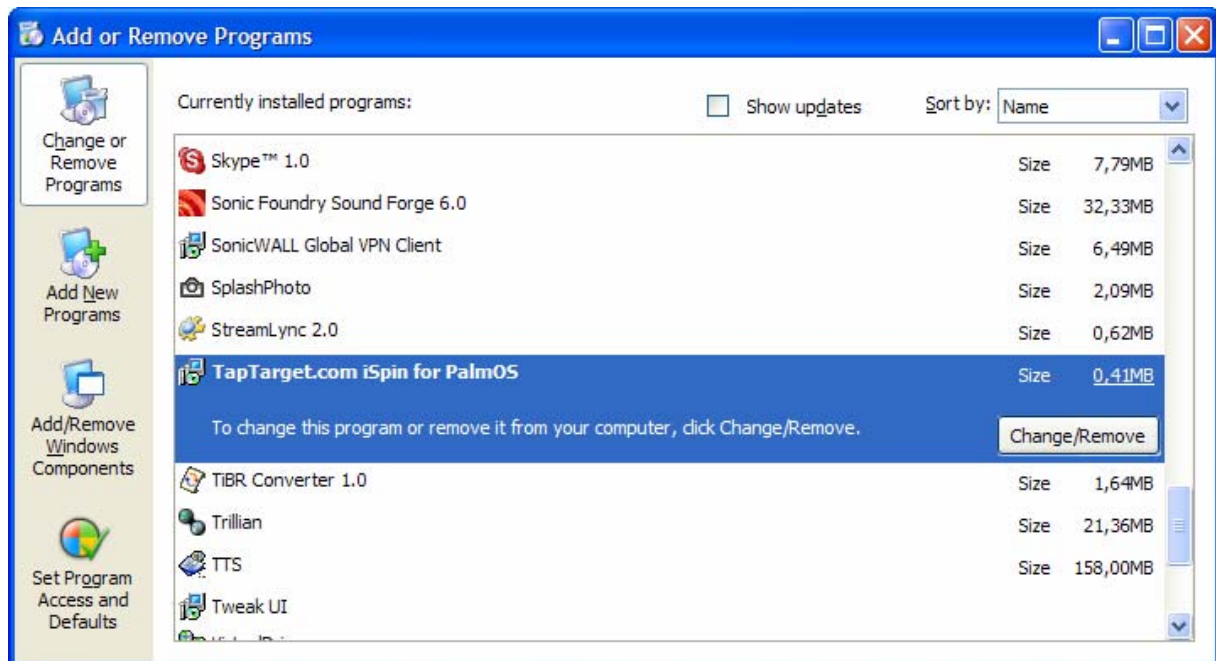 Add or Remove Programs
Change or
Remove
Programs
Add New
Programs
Add/Remove
Windows
Components
Set Program
Access and
Defaults
Currently installed programs:
Show updates
Sort by: Name
Skype™ 1.0 Size 7,79MB
Sonic Foundry Sound Forge 6.0 Size 32,33MB
SonicWALL Global VPN Client Size 6,49MB
SplashPhoto Size 2,09MB
StreamLync 2.0 Size 0,62MB
TapTarget.com iSpin for PalmOS Size 0,41MB
To change this program or remove it from your computer, click Change/Remove.
Change/Remove
TiBR Converter 1.0 Size 1,64MB
Trillian Size 21,36MB
TTS Size 158,00MB
Tweak UI